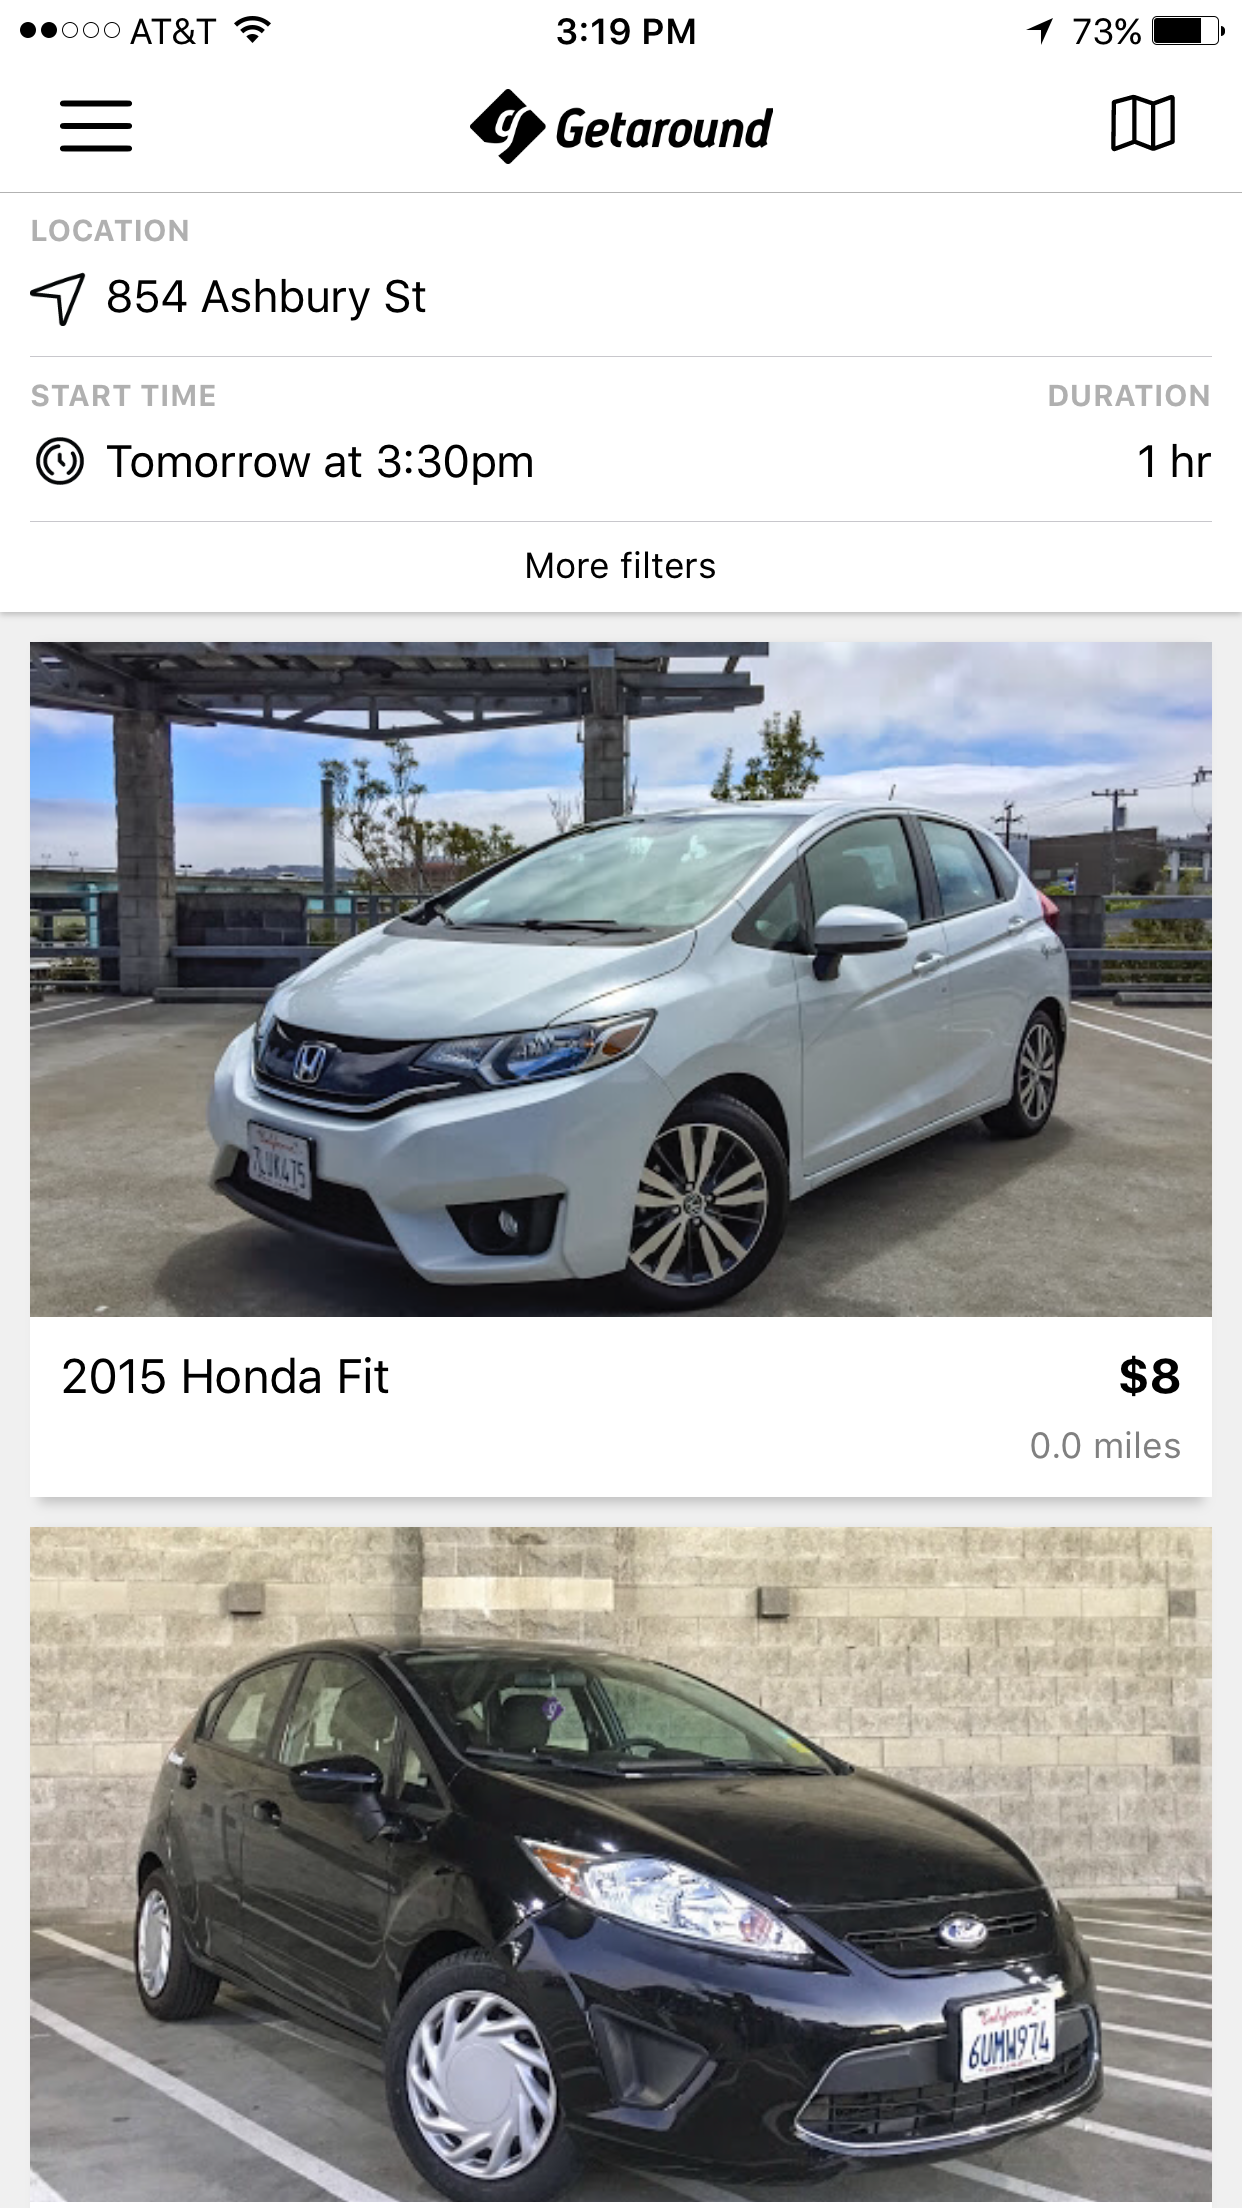 AT&T 3:19 PM 73%
Getaround
LOCATION
854 Ashbury St
START TIME DURATION
Tomorrow at 3:30pm 1 hr
More filters
California
7LUK475
2015 Honda Fit $8
0.0 miles
g
Ford
California
6UMW974